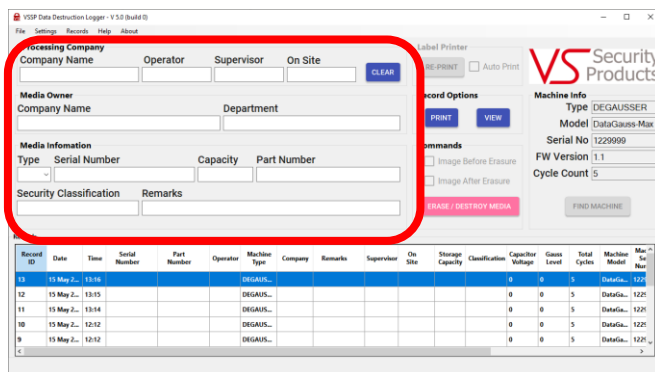 VSSP Data Destruction Logger - V 5.0 (build 0)
File Settings Records Help About
Processing Company
Company Name Operator Supervisor On Site
CLEAR
Media Owner
Company Name Department
Media Infomation
Type Serial Number Capacity Part Number
Security Classification Remarks
Label Printer
RE-PRINT Auto Print
Record Options
PRINT VIEW
Commands
Image Before Erasure
Image After Erasure
ERASE / DESTROY MEDIA
VS Security Products
Machine Info
Type DEGAUSSER
Model DataGauss-Max
Serial No 1229999
FW Version 1.1
Cycle Count 5
FIND MACHINE
Record ID Date Time Serial Number Part Number Operator Machine Type Company Remarks Supervisor On Site Storage Capacity Classification Capacitor Voltage Gauss Level Total Cycles Machine Model
13 15 May 2... 13:16 DEGAUS... 0 0 5 DataGa... 1229
12 15 May 2... 13:15 DEGAUS... 0 0 5 DataGa... 1229
11 15 May 2... 13:14 DEGAUS... 0 0 5 DataGa... 1229
10 15 May 2... 12:12 DEGAUS... 0 0 5 DataGa... 1229
9 15 May 2... 12:12 DEGAUS... 0 0 5 DataGa... 1229